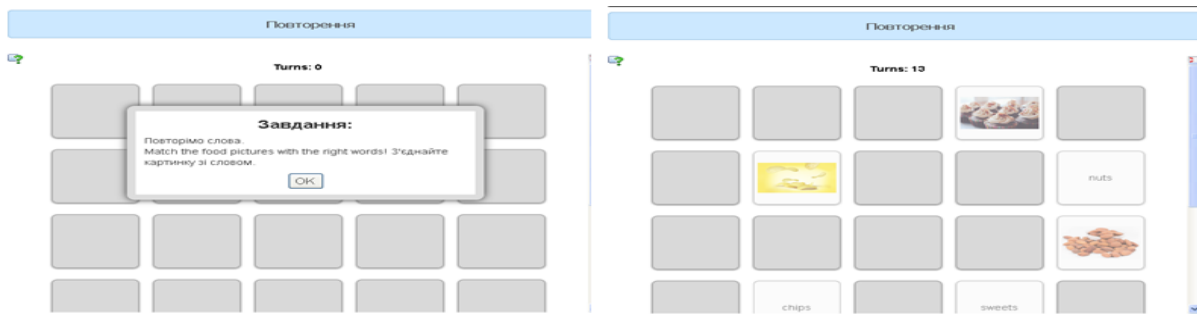 Повторення
Turns: 0
Завдання:
Повторімо слова.
Match the food pictures with the right words! З'єднайте
картинку зі словом.
OK
Повторення
Turns: 13
nuts
chips
sweets